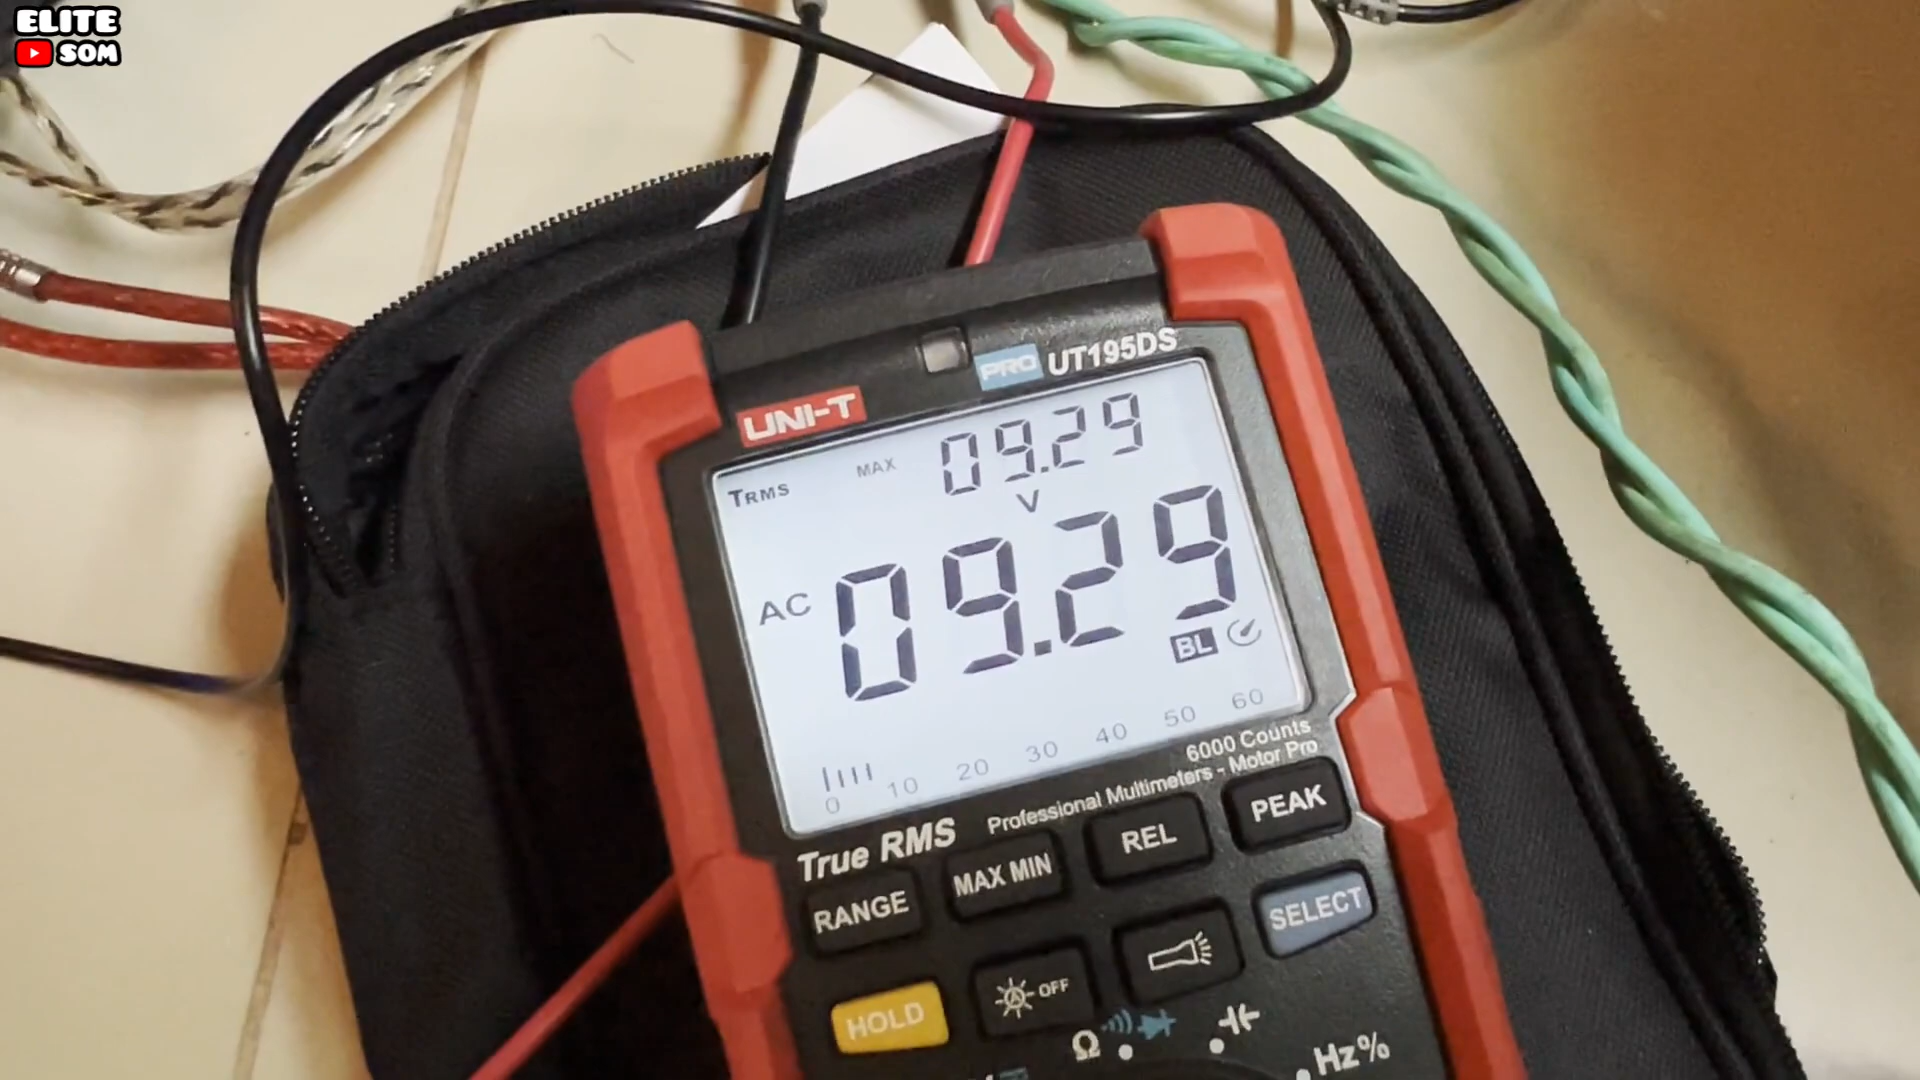 ELITE
SOM
UNI-T
PRO UT195DS
TRMS MAX 09.29
V
AC 09.29
BL
0 10 20 30 40 50 60
6000 Counts
True RMS Professional Multimeters - Motor Pro
RANGE MAX MIN REL PEAK
HOLD OFF SELECT
Ω Hz%